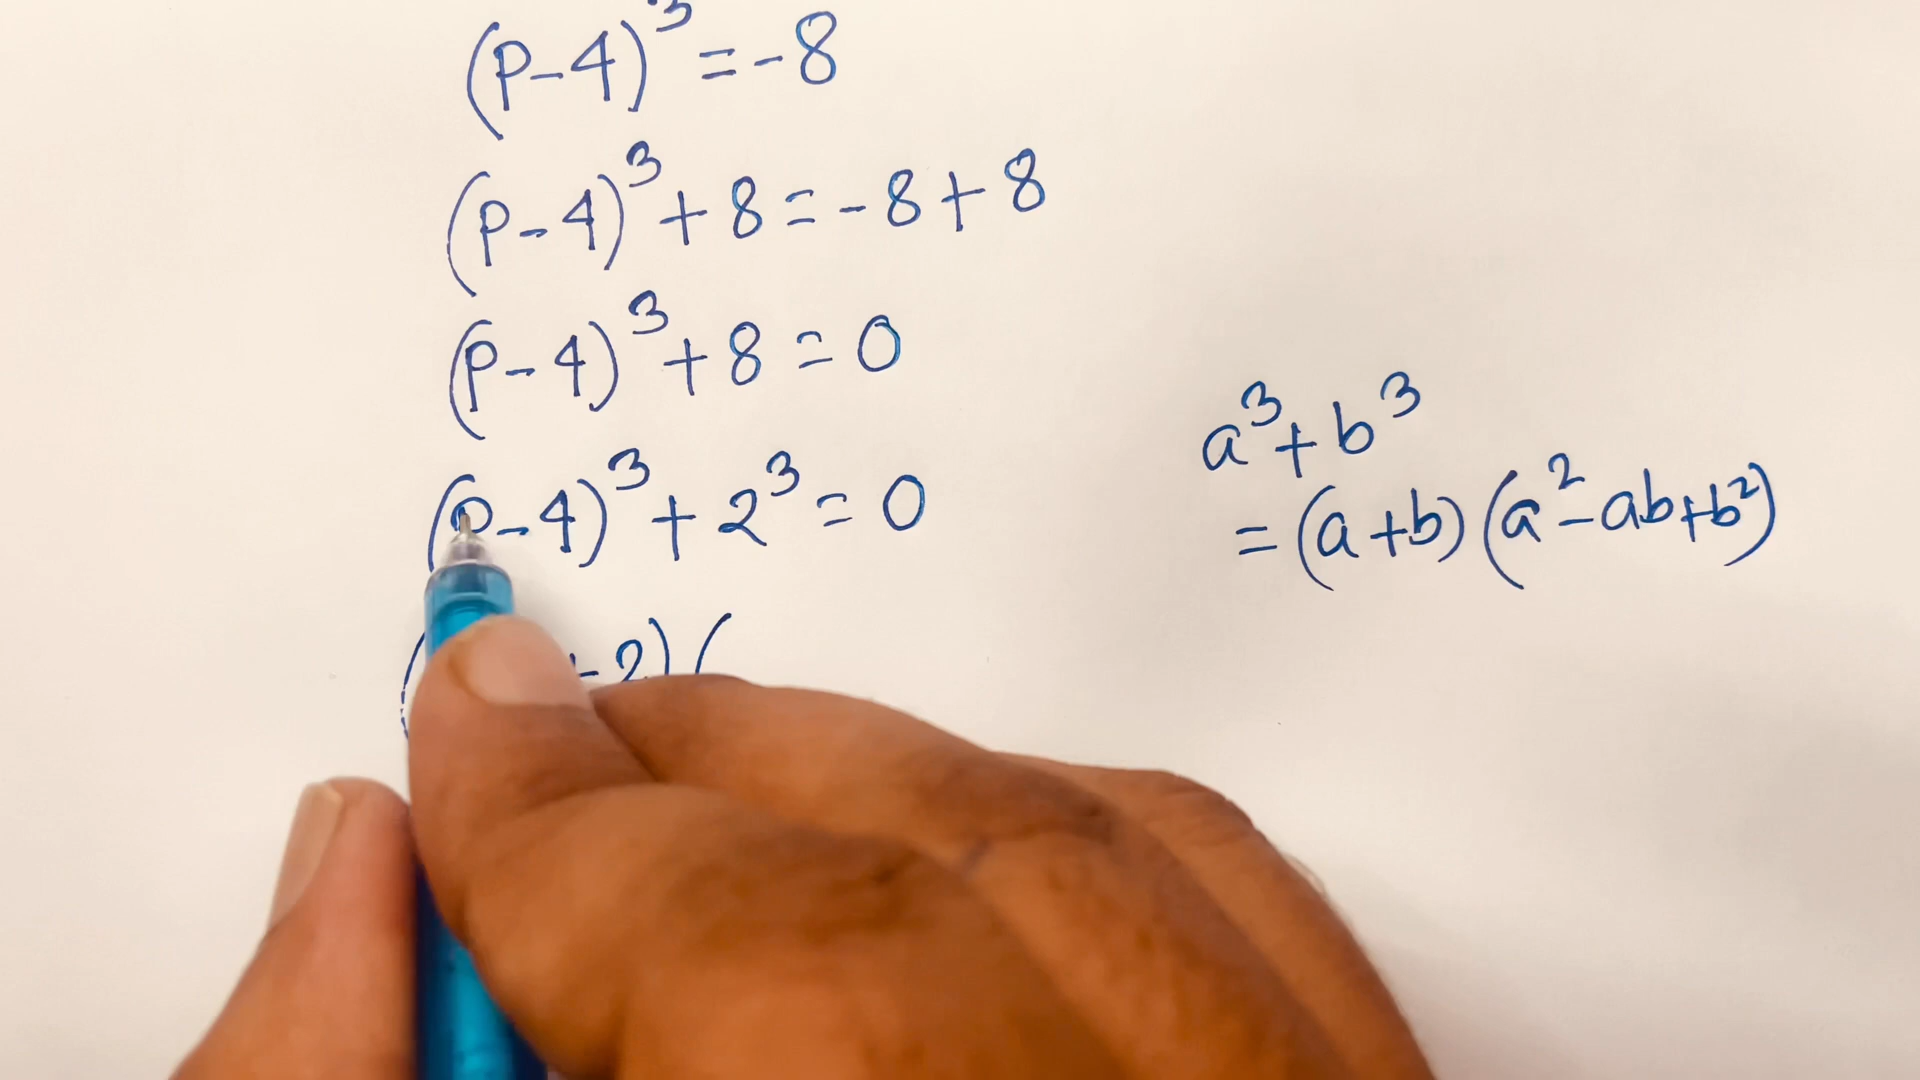 (P-4)³ = -8
(P-4)³ + 8 = -8 + 8
(P-4)³ + 8 = 0
(P-4)³ + 2³ = 0
a³ + b³
= (a+b) (a² - ab + b²)
( + 2) (